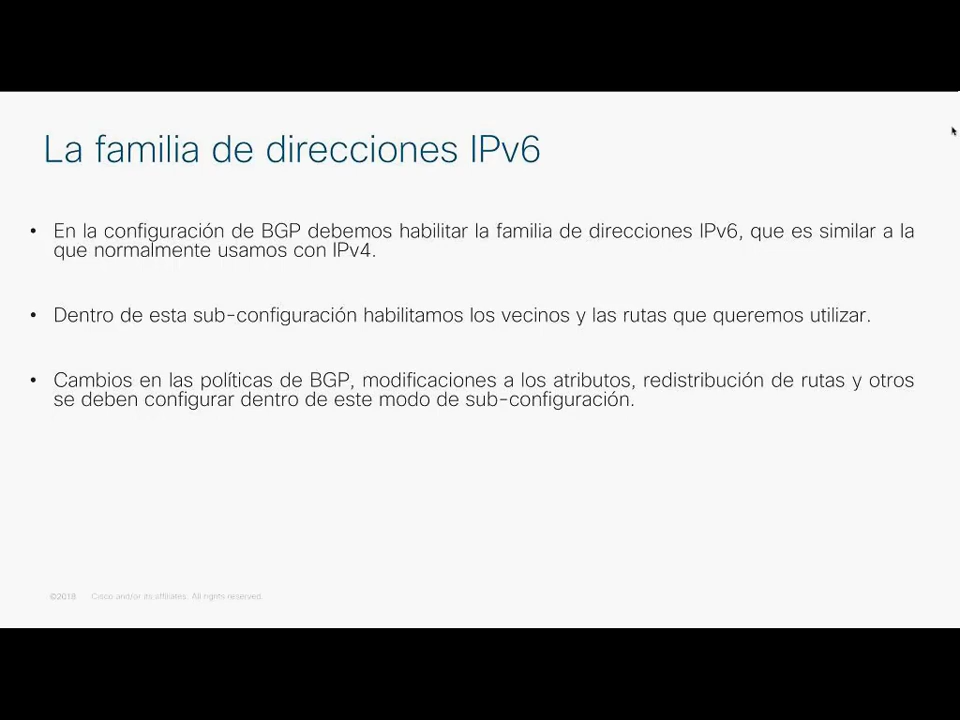 La familia de direcciones IPv6
• En la configuración de BGP debemos habilitar la familia de direcciones IPv6, que es similar a la
que normalmente usamos con IPv4.
• Dentro de esta sub-configuración habilitamos los vecinos y las rutas que queremos utilizar.
• Cambios en las políticas de BGP, modificaciones a los atributos, redistribución de rutas y otros
se deben configurar dentro de este modo de sub-configuración.
©2018 Cisco and/or its affiliates. All rights reserved.